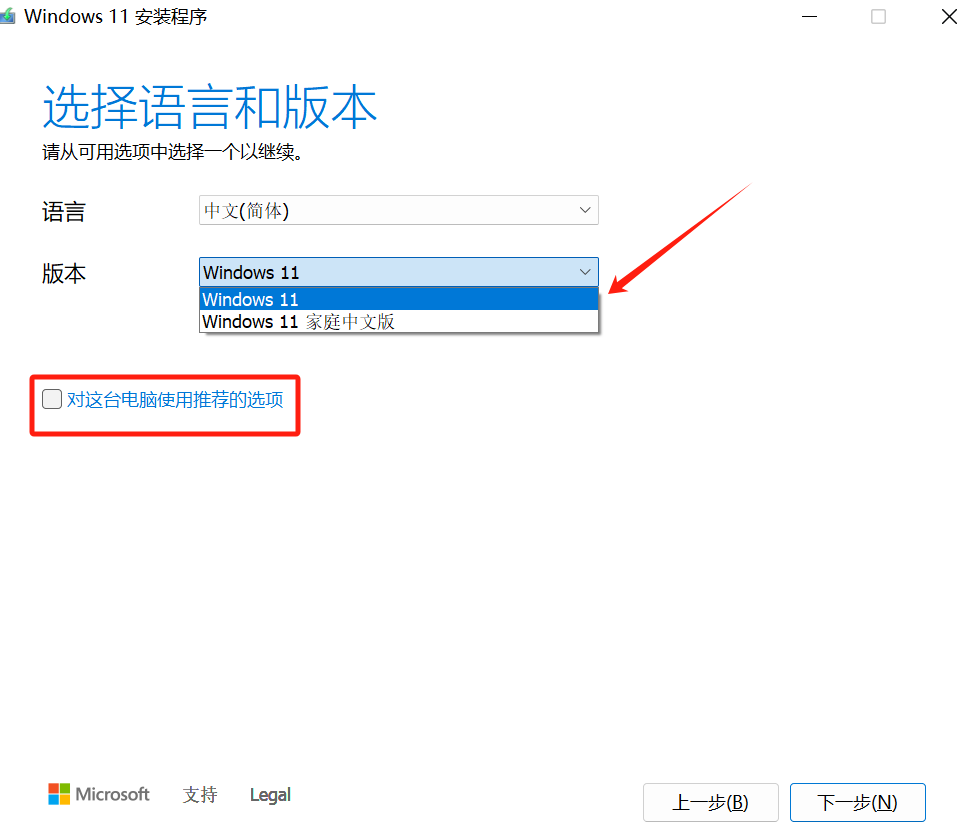 Windows 11 安装程序
选择语言和版本
请从可用选项中选择一个以继续。
语言 中文(简体)
版本 Windows 11
Windows 11
Windows 11 家庭中文版
对这台电脑使用推荐的选项
Microsoft 支持 Legal 上一步(B) 下一步(N)